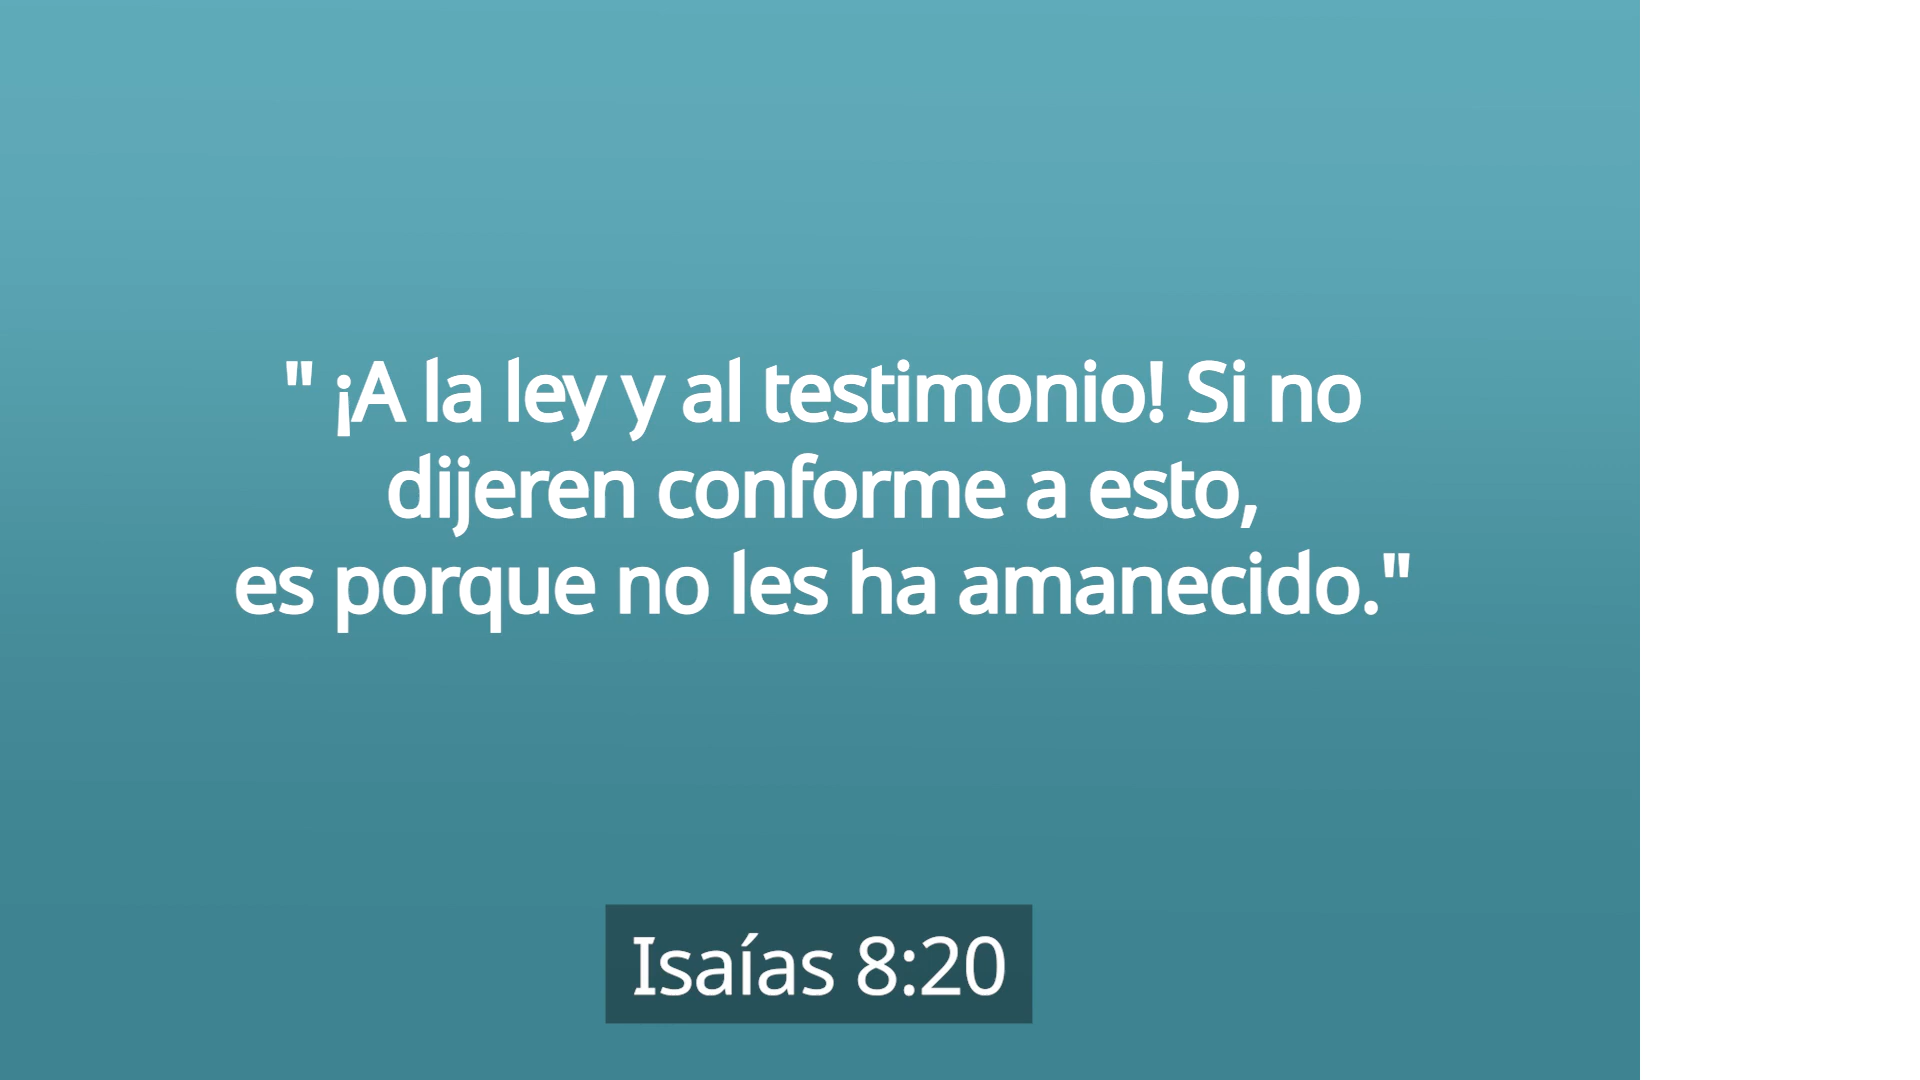 " ¡A la ley y al testimonio! Si no
dijeren conforme a esto,
es porque no les ha amanecido."
Isaías 8:20